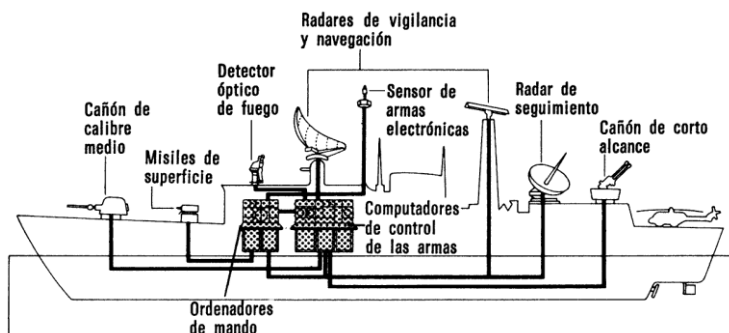 Radares de vigilancia
y navegación
Detector
óptico
de fuego
Sensor de
armas
electrónicas
Radar de
seguimiento
Cañón de
calibre
medio
Misiles de
superficie
Cañón de corto
alcance
Computadores
de control
de las armas
Ordenadores
de mando